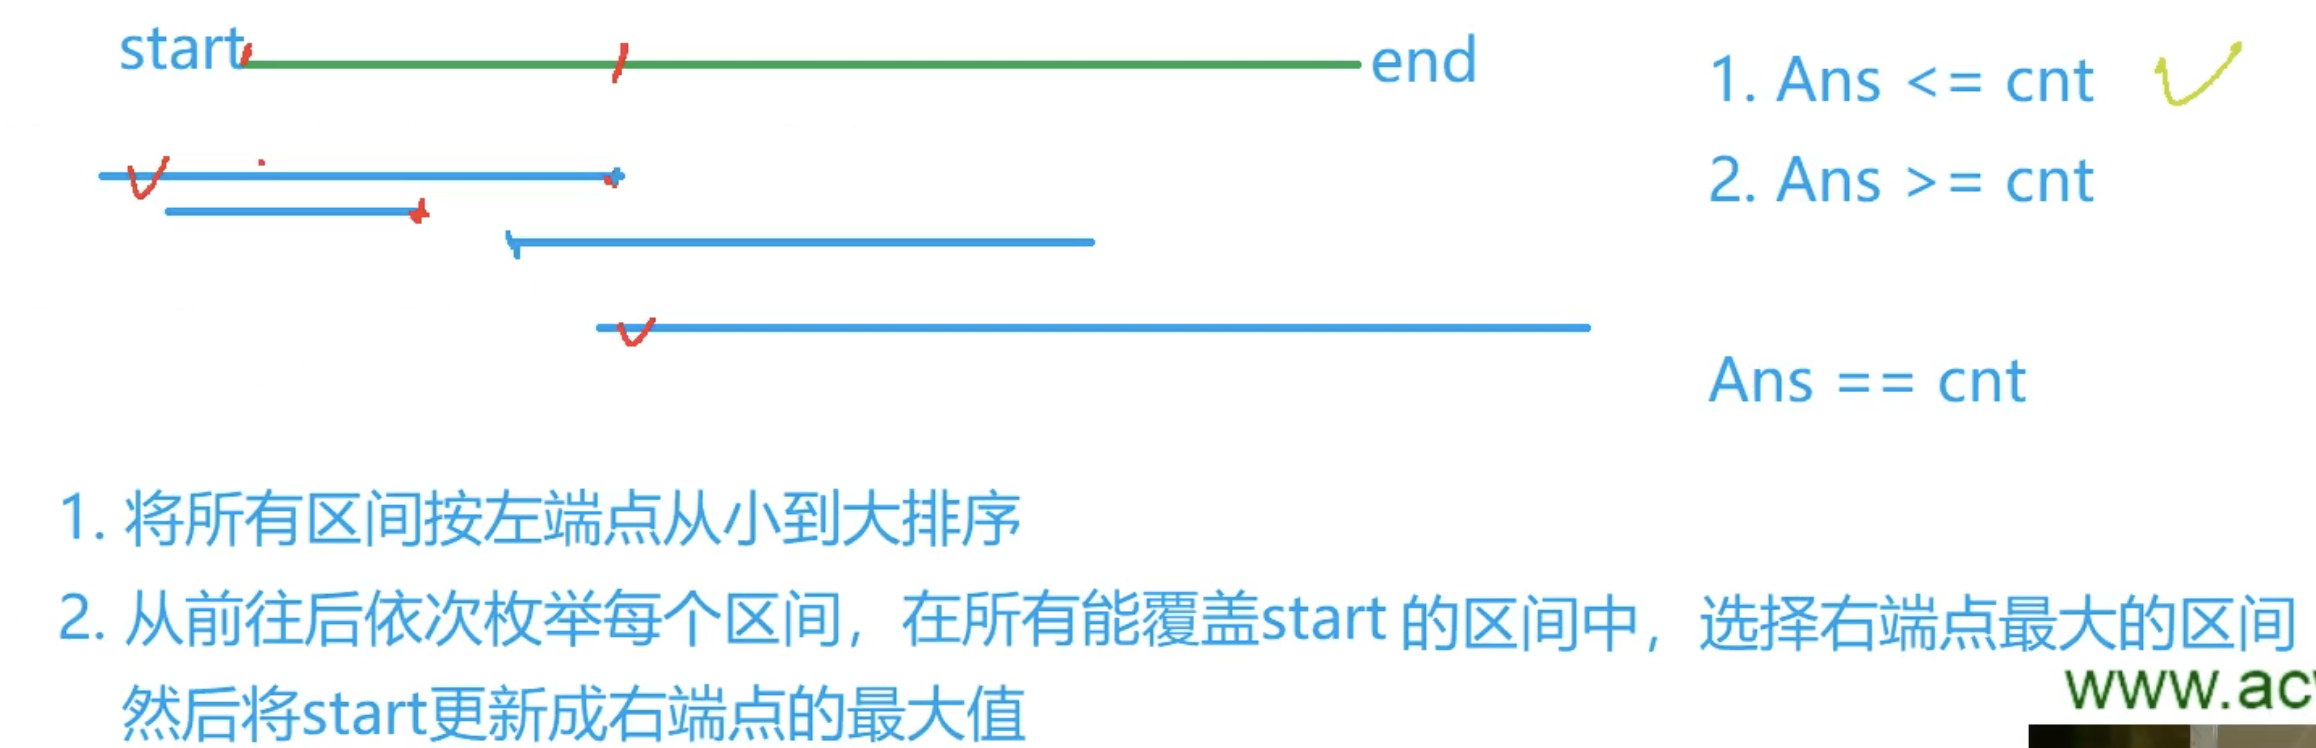 start
end
1. Ans <= cnt
2. Ans >= cnt
Ans == cnt
1. 将所有区间按左端点从小到大排序
2. 从前往后依次枚举每个区间，在所有能覆盖start 的区间中，选择右端点最大的区间
然后将start更新成右端点的最大值
www.ac